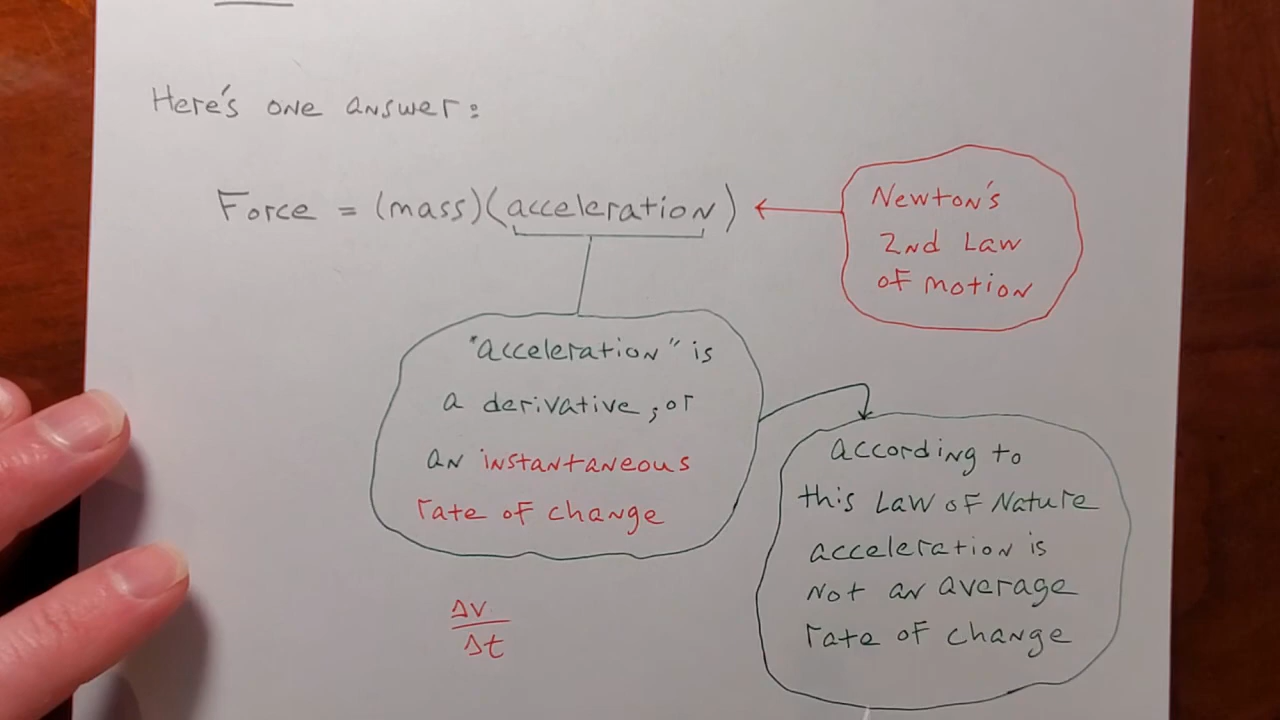 Here's one answer:
Force = (mass)(acceleration)
Newton's
2nd Law
of motion
"acceleration" is
a derivative, or
an instantaneous
rate of change
according to
this Law of Nature
acceleration is
not an average
rate of change
Δv
Δt